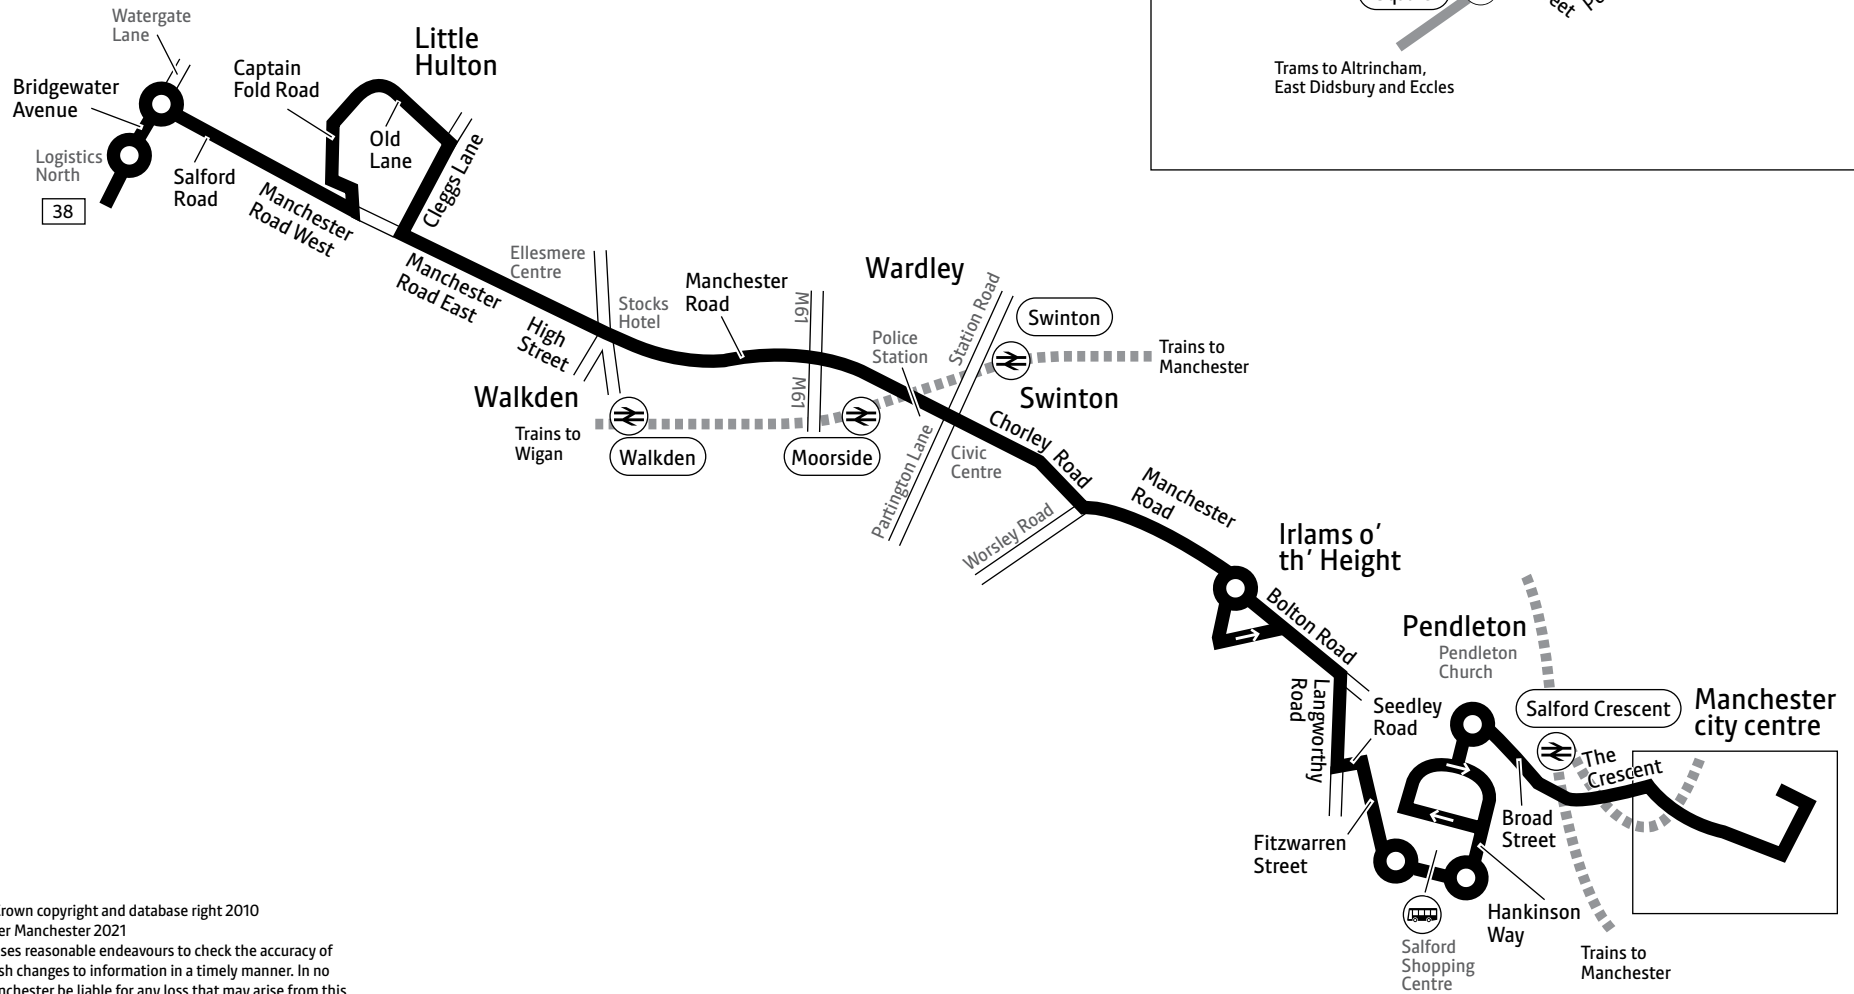 Watergate
Lane
Bridgewater
Avenue
Logistics
North
38
Salford
Road
Captain
Fold Road
Little
Hulton
Old
Lane
Cleggs Lane
Manchester
Road West
Manchester
Road East
Ellesmere
Centre
High
Street
Stocks
Hotel
Manchester
Road
M61
M61
Walkden
Trains to
Wigan
Walkden
Moorside
Wardley
Police
Station
Station Road
Swinton
Trains to
Manchester
Swinton
Chorley Road
Partington Lane
Civic
Centre
Worsley Road
Manchester
Road
Irlams o’
th’ Height
Bolton Road
Langworthy
Road
Seedley
Road
Fitzwarren
Street
Pendleton
Pendleton
Church
Salford Crescent
Manchester
city centre
The
Crescent
Broad
Street
Hankinson
Way
Salford
Shopping
Centre
Trains to
Manchester
eet
Trams to Altrincham,
East Didsbury and Eccles
rown copyright and database right 2010
er Manchester 2021
ses reasonable endeavours to check the accuracy of
sh changes to information in a timely manner. In no
nchester be liable for any loss that may arise from this